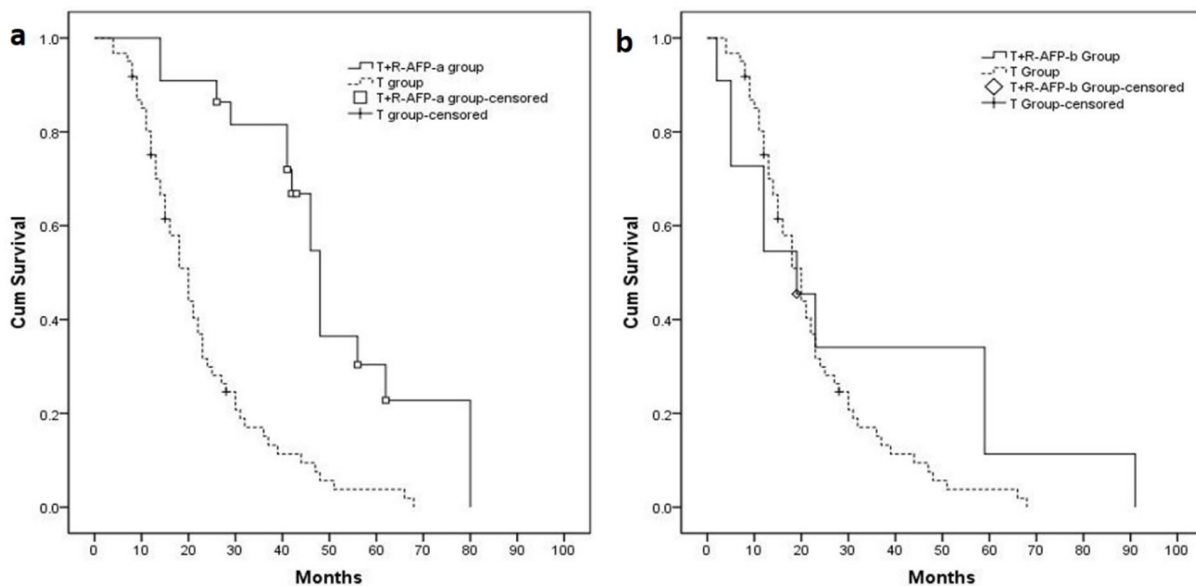 a
T+R-AFP-a group
T group
T+R-AFP-a group-censored
T group-censored
Cum Survival
1.0
0.8
0.6
0.4
0.2
0.0
0 10 20 30 40 50 60 70 80 90 100
Months
b
T+R-AFP-b Group
T Group
T+R-AFP-b Group-censored
T Group-censored
Cum Survival
1.0
0.8
0.6
0.4
0.2
0.0
0 10 20 30 40 50 60 70 80 90 100
Months